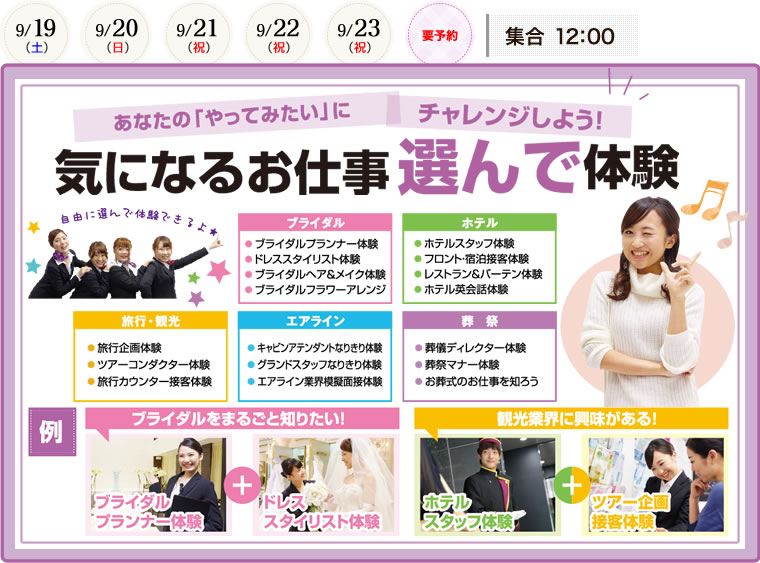 9/19
(土)
9/20
(日)
9/21
(祝)
9/22
(祝)
9/23
(祝)
要予約
集合 12:00
あなたの「やってみたい」に
チャレンジしよう!
気になるお仕事選んで体験
自由に選んで体験できるよ★
ブライダル
●ブライダルプランナー体験
●ドレススタイリスト体験
●ブライダルヘア&メイク体験
●ブライダルフラワーアレンジ
ホテル
●ホテルスタッフ体験
●フロント・宿泊接客体験
●レストラン&バーテン体験
●ホテル英会話体験
旅行・観光
●旅行企画体験
●ツアーコンダクター体験
●旅行カウンター接客体験
エアライン
●キャビンアテンダントなりきり体験
●グランドスタッフなりきり体験
●エアライン業界模擬面接体験
葬 祭
●葬儀ディレクター体験
●葬祭マナー体験
●お葬式のお仕事を知ろう
例
ブライダルをまるごと知りたい!
ブライダル
プランナー体験
+
ドレス
スタイリスト体験
観光業界に興味がある!
ホテル
スタッフ体験
+
ツアー企画
接客体験